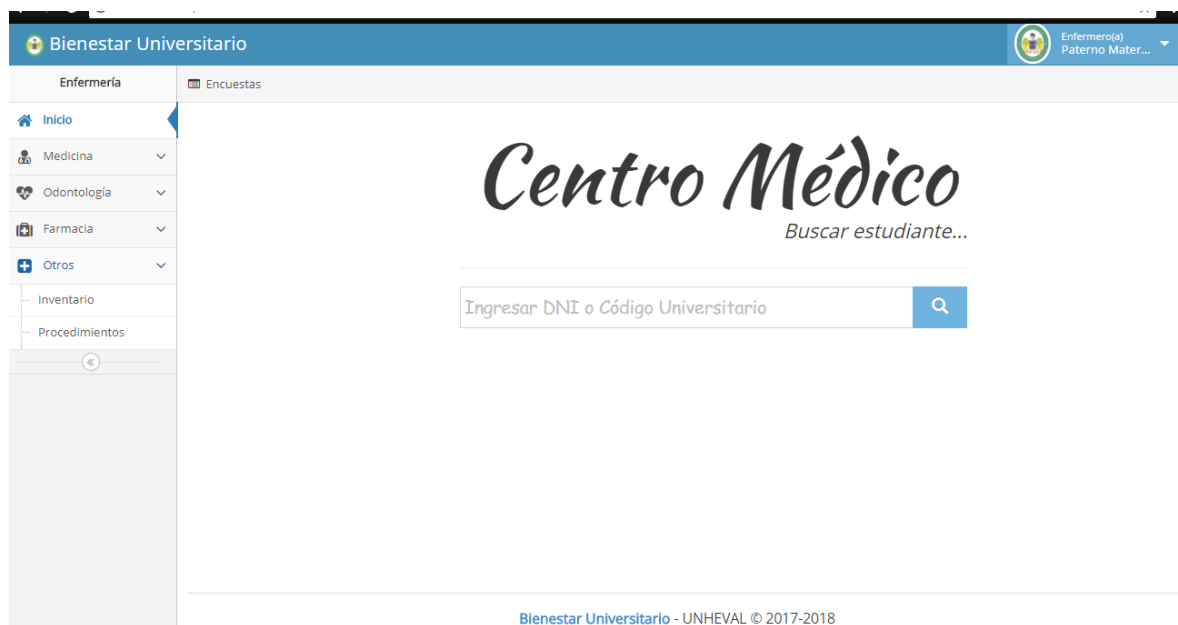 Bienestar Universitario
Enfermero(a)
Paterno Mater...
Enfermería
Encuestas
Inicio
Medicina
Odontología
Farmacia
Otros
Inventario
Procedimientos
Centro Médico
Buscar estudiante...
Ingresar DNI o Código Universitario
Bienestar Universitario - UNHEVAL © 2017-2018